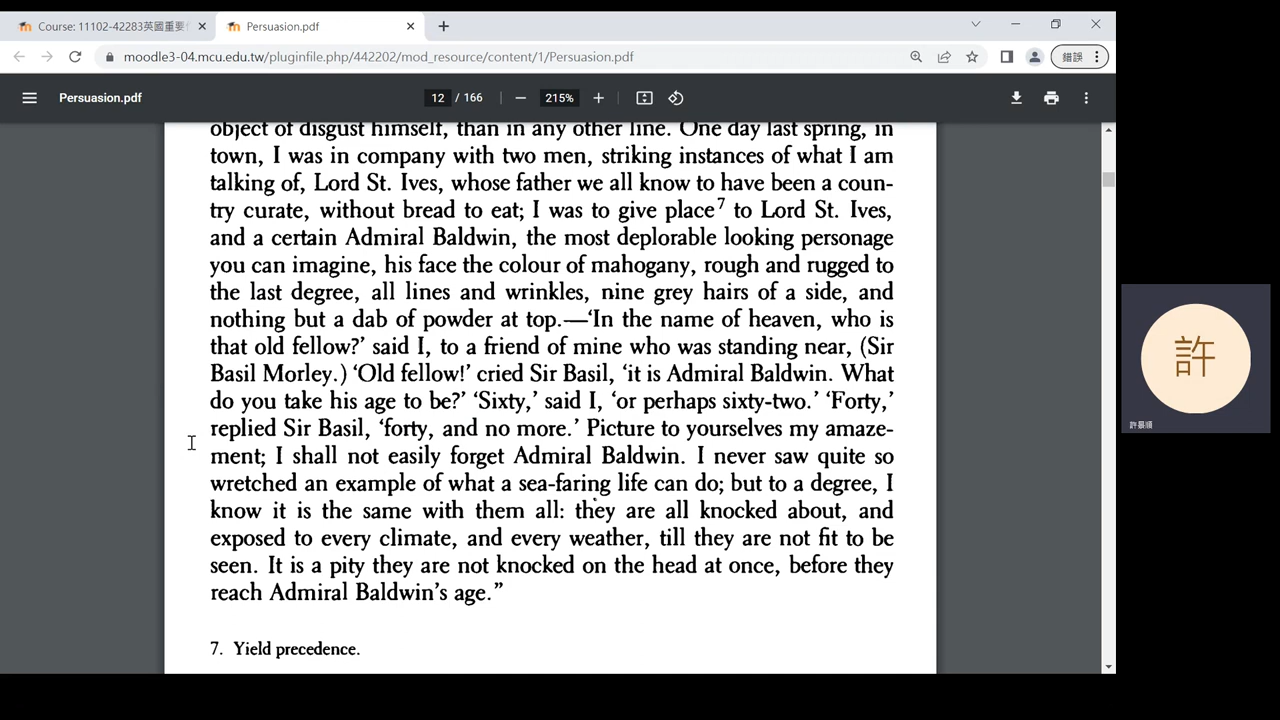 Course: 11102-42283英國重要
Persuasion.pdf
moodle3-04.mcu.edu.tw/pluginfile.php/442202/mod_resource/content/1/Persuasion.pdf
錯誤
Persuasion.pdf
12 / 166
215%
object of disgust himself, than in any other line. One day last spring, in
town, I was in company with two men, striking instances of what I am
talking of, Lord St. Ives, whose father we all know to have been a coun-
try curate, without bread to eat; I was to give place7 to Lord St. Ives,
and a certain Admiral Baldwin, the most deplorable looking personage
you can imagine, his face the colour of mahogany, rough and rugged to
the last degree, all lines and wrinkles, nine grey hairs of a side, and
nothing but a dab of powder at top.—‘In the name of heaven, who is
that old fellow?’ said I, to a friend of mine who was standing near, (Sir
Basil Morley.) ‘Old fellow!’ cried Sir Basil, ‘it is Admiral Baldwin. What
do you take his age to be?’ ‘Sixty,’ said I, ‘or perhaps sixty-two.’ ‘Forty,’
replied Sir Basil, ‘forty, and no more.’ Picture to yourselves my amaze-
ment; I shall not easily forget Admiral Baldwin. I never saw quite so
wretched an example of what a sea-faring life can do; but to a degree, I
know it is the same with them all: they are all knocked about, and
exposed to every climate, and every weather, till they are not fit to be
seen. It is a pity they are not knocked on the head at once, before they
reach Admiral Baldwin’s age.”
7. Yield precedence.
許
許景順